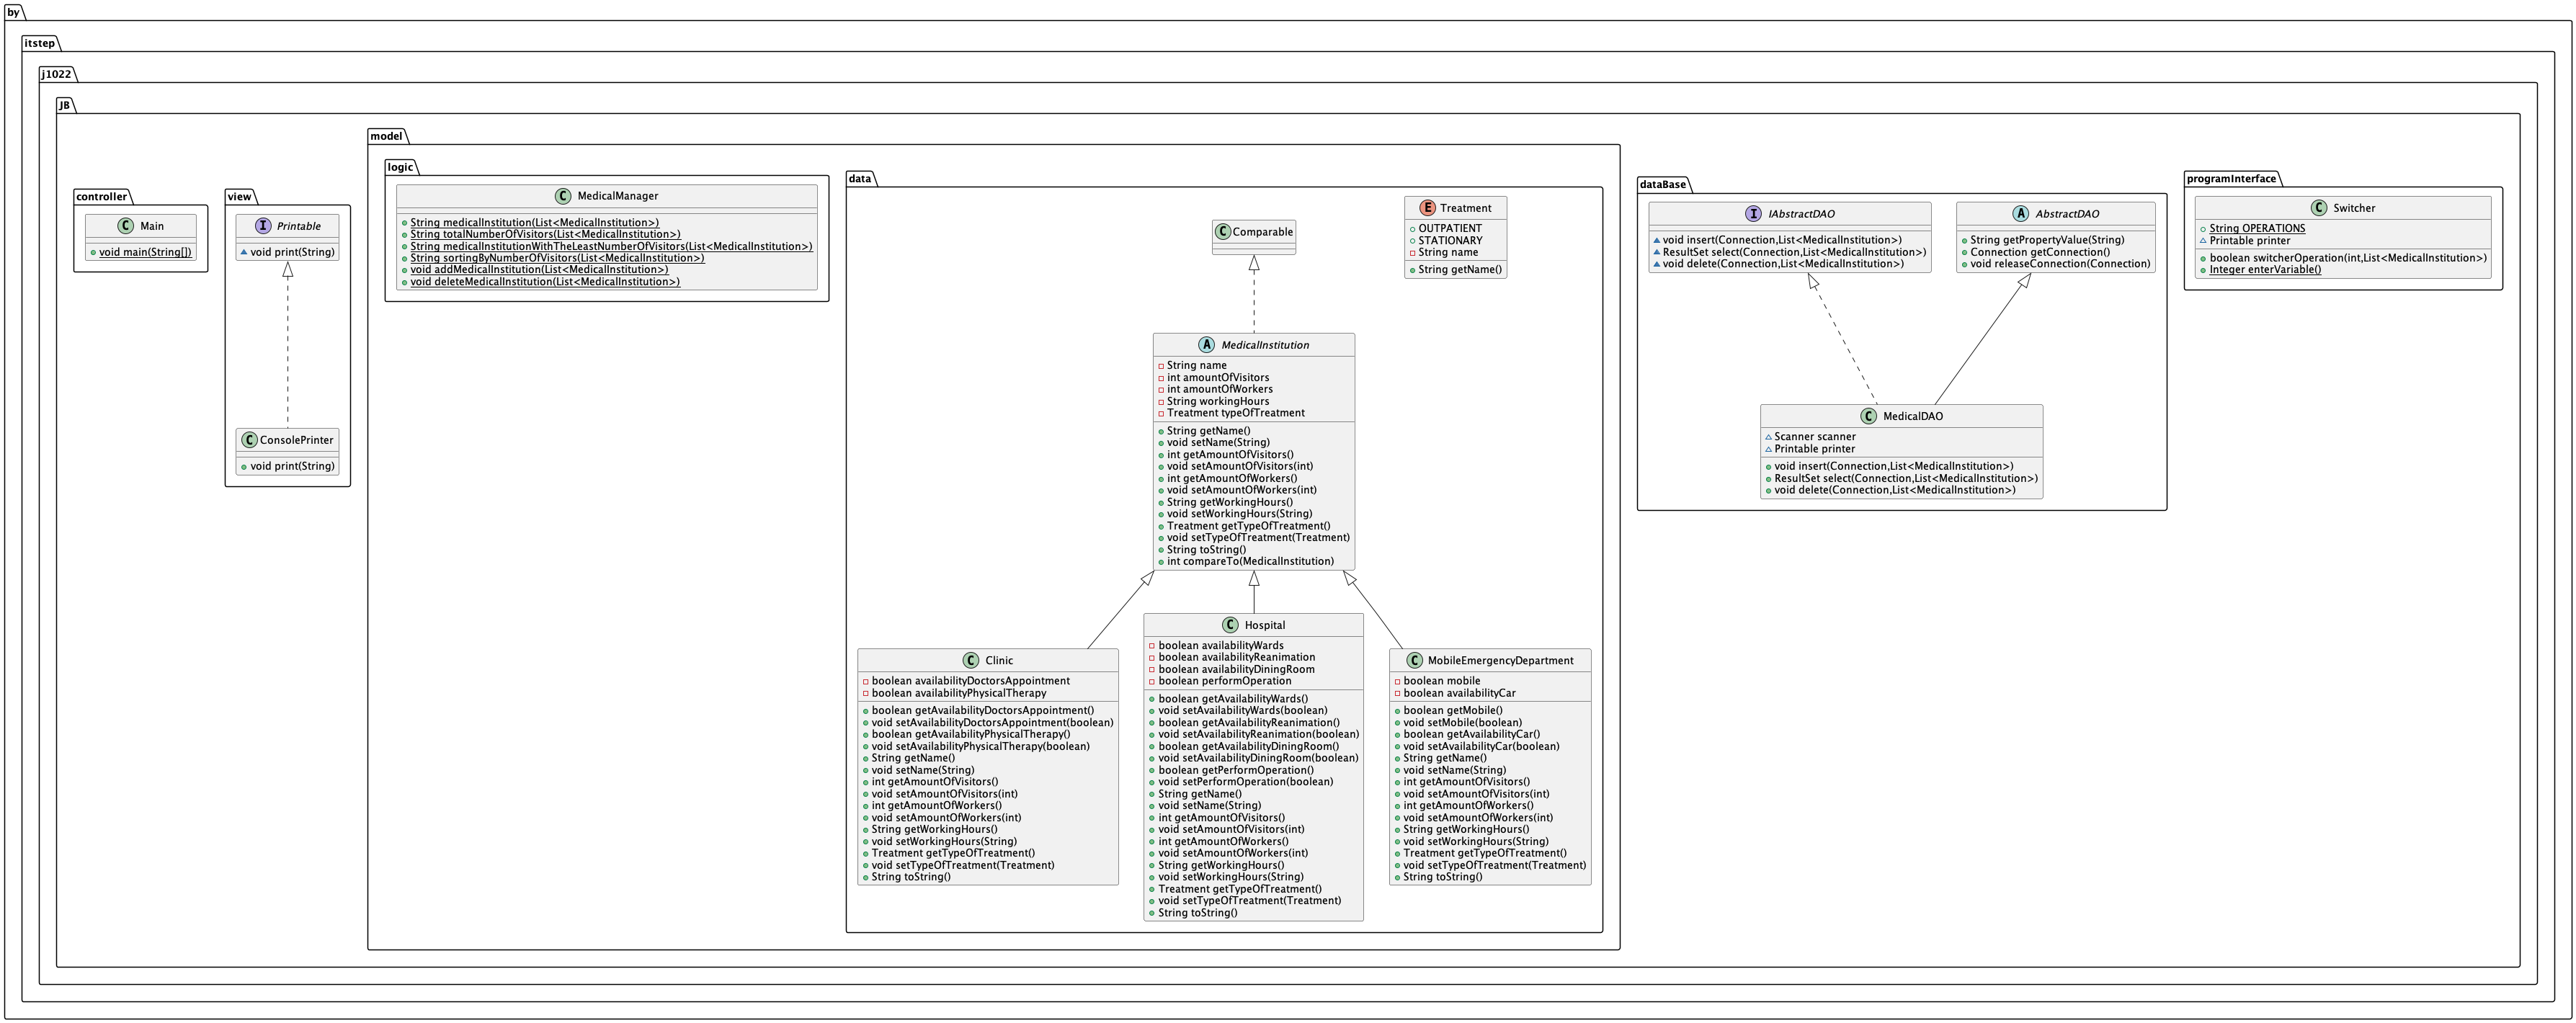 by
itstep
j1022
JB
controller
C Main
void main(String[])
view
I Printable
void print(String)
C ConsolePrinter
void print(String)
model
logic
C MedicalManager
String medicalInstitution(List<MedicalInstitution>)
String totalNumberOfVisitors(List<MedicalInstitution>)
String medicalInstitutionWithTheLeastNumberOfVisitors(List<MedicalInstitution>)
String sortingByNumberOfVisitors(List<MedicalInstitution>)
void addMedicalInstitution(List<MedicalInstitution>)
void deleteMedicalInstitution(List<MedicalInstitution>)
data
C Comparable
E Treatment
OUTPATIENT
STATIONARY
String name
String getName()
A MedicalInstitution
String name
int amountOfVisitors
int amountOfWorkers
String workingHours
Treatment typeOfTreatment
String getName()
void setName(String)
int getAmountOfVisitors()
void setAmountOfVisitors(int)
int getAmountOfWorkers()
void setAmountOfWorkers(int)
String getWorkingHours()
void setWorkingHours(String)
Treatment getTypeOfTreatment()
void setTypeOfTreatment(Treatment)
String toString()
int compareTo(MedicalInstitution)
C Clinic
boolean availabilityDoctorsAppointment
boolean availabilityPhysicalTherapy
boolean getAvailabilityDoctorsAppointment()
void setAvailabilityDoctorsAppointment(boolean)
boolean getAvailabilityPhysicalTherapy()
void setAvailabilityPhysicalTherapy(boolean)
String getName()
void setName(String)
int getAmountOfVisitors()
void setAmountOfVisitors(int)
int getAmountOfWorkers()
void setAmountOfWorkers(int)
String getWorkingHours()
void setWorkingHours(String)
Treatment getTypeOfTreatment()
void setTypeOfTreatment(Treatment)
String toString()
C Hospital
boolean availabilityWards
boolean availabilityReanimation
boolean availabilityDiningRoom
boolean performOperation
boolean getAvailabilityWards()
void setAvailabilityWards(boolean)
boolean getAvailabilityReanimation()
void setAvailabilityReanimation(boolean)
boolean getAvailabilityDiningRoom()
void setAvailabilityDiningRoom(boolean)
boolean getPerformOperation()
void setPerformOperation(boolean)
String getName()
void setName(String)
int getAmountOfVisitors()
void setAmountOfVisitors(int)
int getAmountOfWorkers()
void setAmountOfWorkers(int)
String getWorkingHours()
void setWorkingHours(String)
Treatment getTypeOfTreatment()
void setTypeOfTreatment(Treatment)
String toString()
C MobileEmergencyDepartment
boolean mobile
boolean availabilityCar
boolean getMobile()
void setMobile(boolean)
boolean getAvailabilityCar()
void setAvailabilityCar(boolean)
String getName()
void setName(String)
int getAmountOfVisitors()
void setAmountOfVisitors(int)
int getAmountOfWorkers()
void setAmountOfWorkers(int)
String getWorkingHours()
void setWorkingHours(String)
Treatment getTypeOfTreatment()
void setTypeOfTreatment(Treatment)
String toString()
dataBase
I IAbstractDAO
void insert(Connection,List<MedicalInstitution>)
ResultSet select(Connection,List<MedicalInstitution>)
void delete(Connection,List<MedicalInstitution>)
A AbstractDAO
String getPropertyValue(String)
Connection getConnection()
void releaseConnection(Connection)
C MedicalDAO
Scanner scanner
Printable printer
void insert(Connection,List<MedicalInstitution>)
ResultSet select(Connection,List<MedicalInstitution>)
void delete(Connection,List<MedicalInstitution>)
programInterface
C Switcher
String OPERATIONS
Printable printer
boolean switcherOperation(int,List<MedicalInstitution>)
Integer enterVariable()